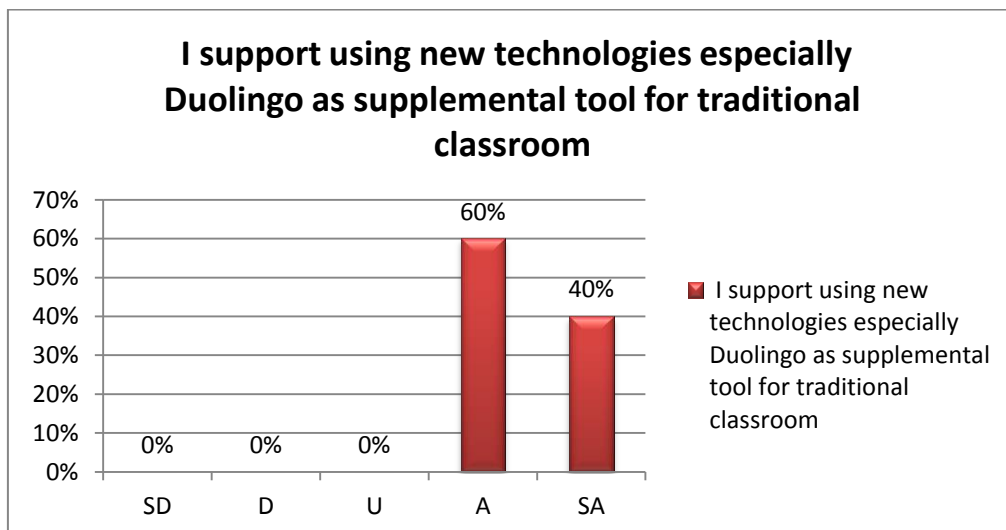 I support using new technologies especially
Duolingo as supplemental tool for traditional
classroom
70%
60%
50%
40%
30%
20%
10%
0%
0%
0%
0%
60%
40%
SD
D
U
A
SA
I support using new
technologies especially
Duolingo as supplemental
tool for traditional
classroom